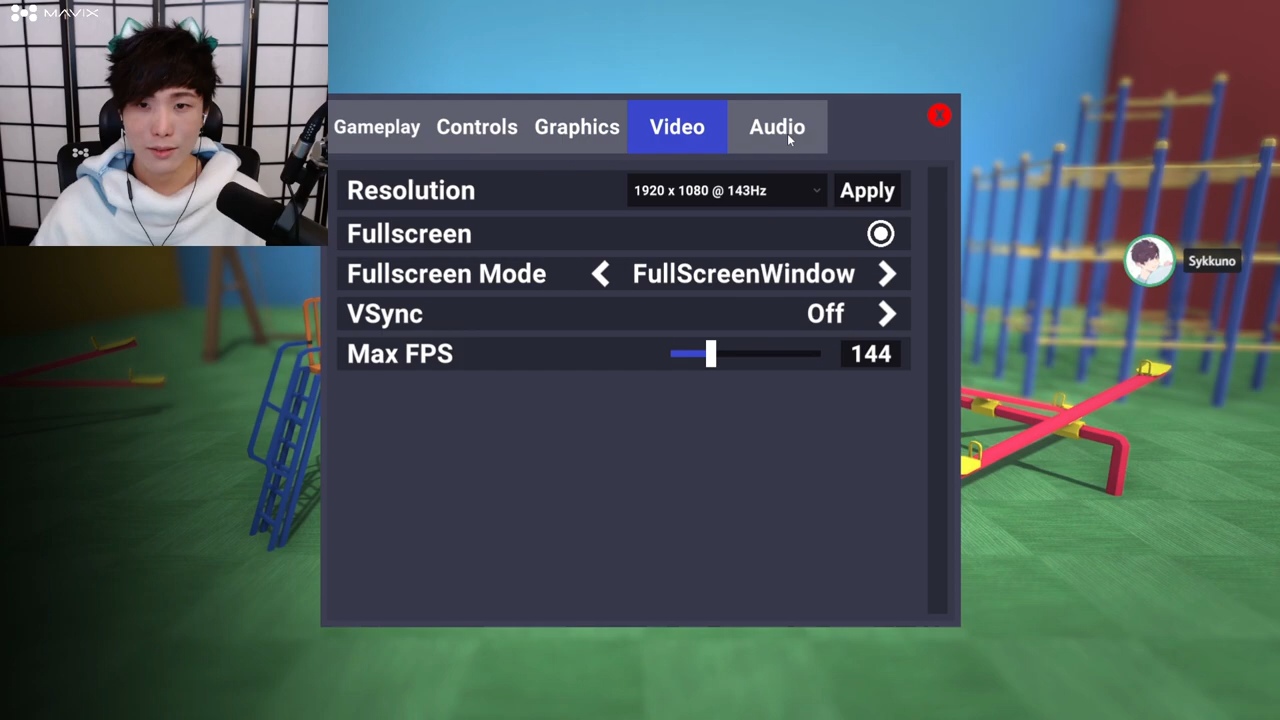 MAVIX
Gameplay Controls Graphics Video Audio
X
Resolution 1920 x 1080 @ 143Hz Apply
Fullscreen
Fullscreen Mode FullScreenWindow
VSync Off
Max FPS 144
Sykkuno